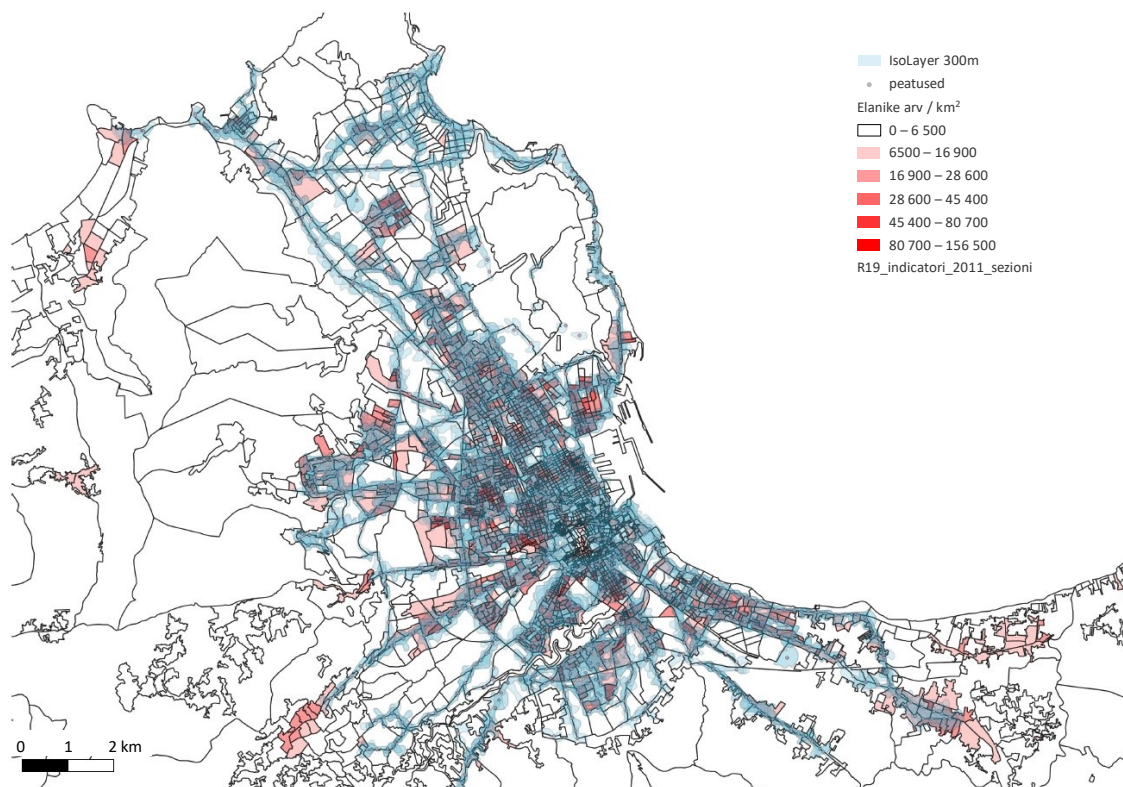 IsoLayer 300m
peatused
Elanike arv / km²
0 – 6 500
6500 – 16 900
16 900 – 28 600
28 600 – 45 400
45 400 – 80 700
80 700 – 156 500
R19_indicatori_2011_sezioni
0 1 2 km